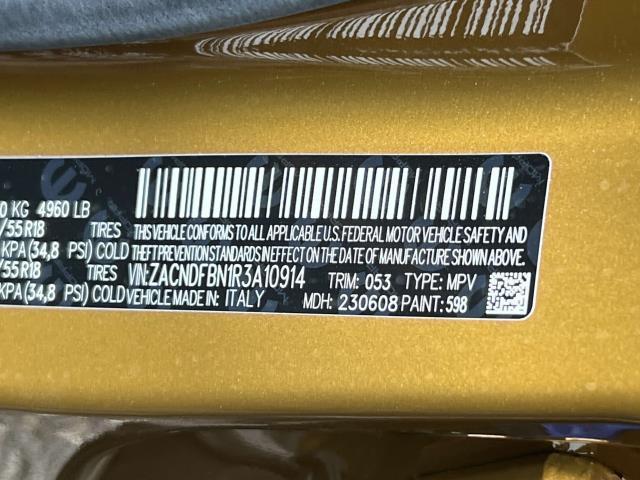 0 KG 4960 LB
/55R18 TIRES THIS VEHICLE CONFORMS TO ALL APPLICABLE U.S. FEDERAL MOTOR VEHICLE SAFETY AND
KPA(34,8 PSI) COLD THEFT PREVENTION STANDARDS IN EFFECT ON THE DATE OF MANUFACTURE SHOWN ABOVE.
/55R18 TIRES VIN:ZACNDFBN1R3A10914 TRIM: 053 TYPE: MPV
KPA(34,8 PSI) COLD VEHICLE MADE IN: ITALY MDH: 230608 PAINT: 598